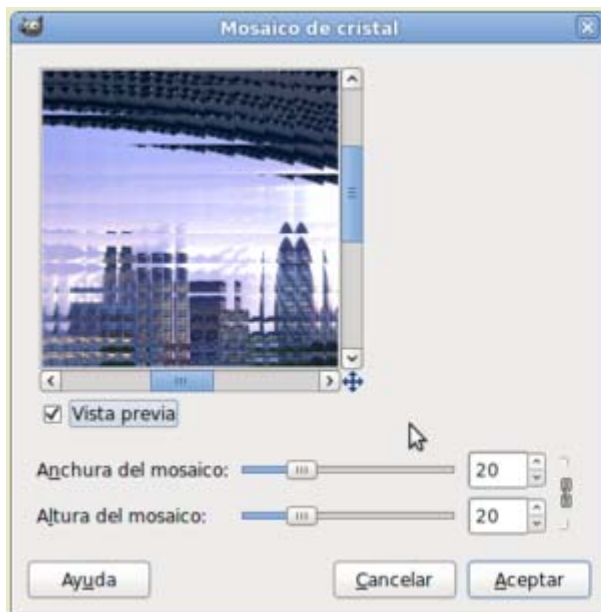 Mosaico de cristal
Vista previa
Anchura del mosaico: 20
Altura del mosaico: 20
Ayuda Cancelar Aceptar